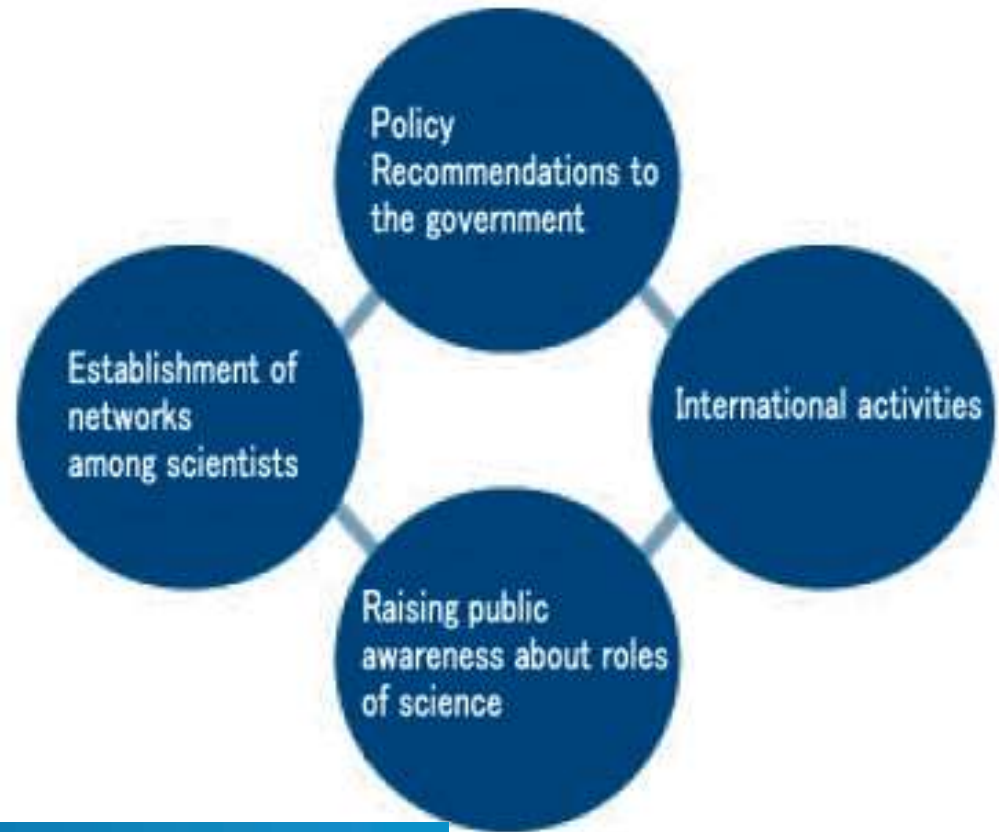 Policy
Recommendations to
the government
Establishment of
networks
among scientists
International activities
Raising public
awareness about roles
of science